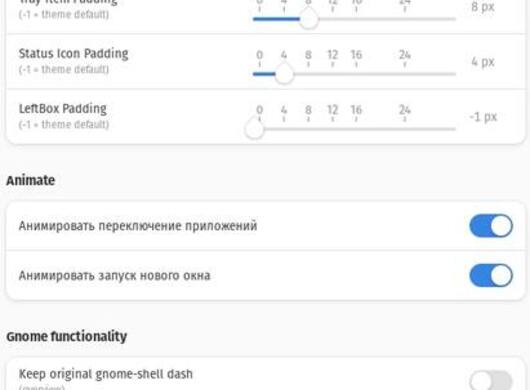 Tray Item Padding
(-1 = theme default)
0 4 8 12 16 24
8 px
Status Icon Padding
(-1 = theme default)
0 4 8 12 16 24
4 px
LeftBox Padding
(-1 = theme default)
0 4 8 12 16 24
-1 px
Animate
Анимировать переключение приложений
Анимировать запуск нового окна
Gnome functionality
Keep original gnome-shell dash